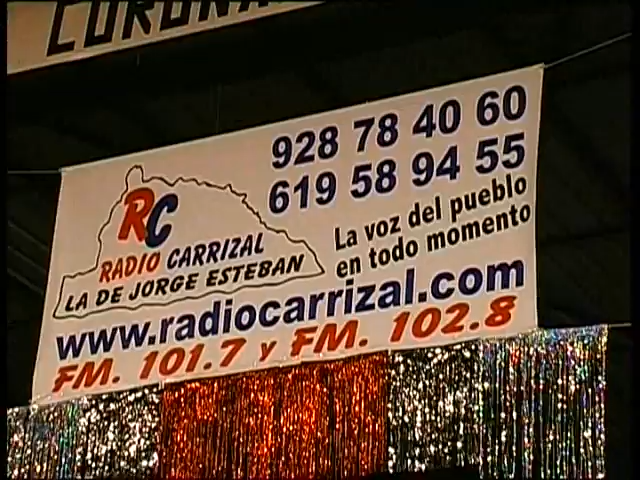 928 78 40 60
619 58 94 55
RC
RADIO CARRIZAL
LA DE JORGE ESTEBAN
La voz del pueblo
en todo momento
www.radiocarrizal.com
FM. 101.7 y FM. 102.8